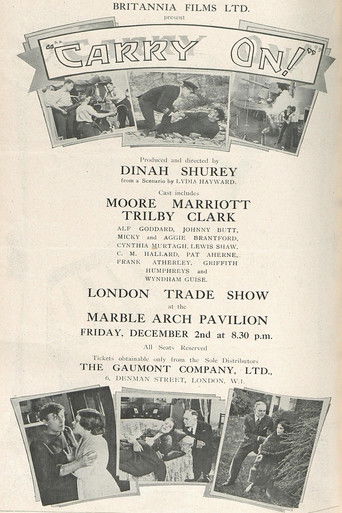 BRITANNIA FILMS LTD.
present
"CARRY ON!"
Produced and directed by
DINAH SHUREY
from a Scenario by LYDIA HAYWARD.
Cast includes
MOORE MARRIOTT
TRILBY CLARK
ALF GODDARD, JOHNNY BUTT,
MICKY and AGGIE BRANTFORD,
CYNTHIA MURTAGH, LEWIS SHAW,
C. M. HALLARD, PAT AHERNE,
FRANK ATHERLEY, GRIFFITH
HUMPHREYS and
WYNDHAM GUISE.
LONDON TRADE SHOW
at the
MARBLE ARCH PAVILION
FRIDAY, DECEMBER 2nd at 8.30 p.m.
All Seats Reserved
Tickets obtainable only from the Sole Distributors
THE GAUMONT COMPANY, LTD.,
6, DENMAN STREET, LONDON, W.1.